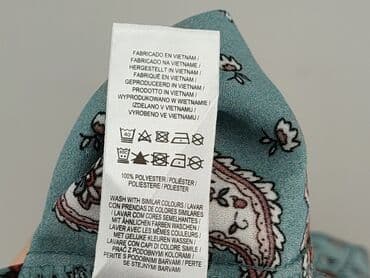 FABRICADO EN VIETNAM /
FABRICADO NA VIETNAME /
HERGESTELLT IN VIETNAM /
FABRIQUÉ EN VIETNAM /
GEPRODUCEERD IN VIETNAM /
PRODOTTO IN VIETNAM /
WYPRODUKOWANO W WIETNAMIE /
IZDELANO V VIETNAMU /
VYROBENO VE VIETNAMU /
40
100% POLYESTER / POLIÉSTER /
POLIESTERE / POLIESTER /
WASH WITH SIMILAR COLOURS / LAVAR
CON PRENDAS DE COLORES SIMILARES
/ LAVAR COM CORES SEMELHANTES /
MIT ÄHNLICHEN FARBEN WASCHEN /
LAVER AVEC LES MÊMES COULEURS /
MET GELIJKE KLEUREN WASSEN /
LAVARE CON CAPI DI COLORE SIMILE /
PRAĆ Z PODOBNYMI KOLORAMI /
PERITE S PODOBNIMI BARVAMI / PERTE
SE STEJNÝMI BARVAMI